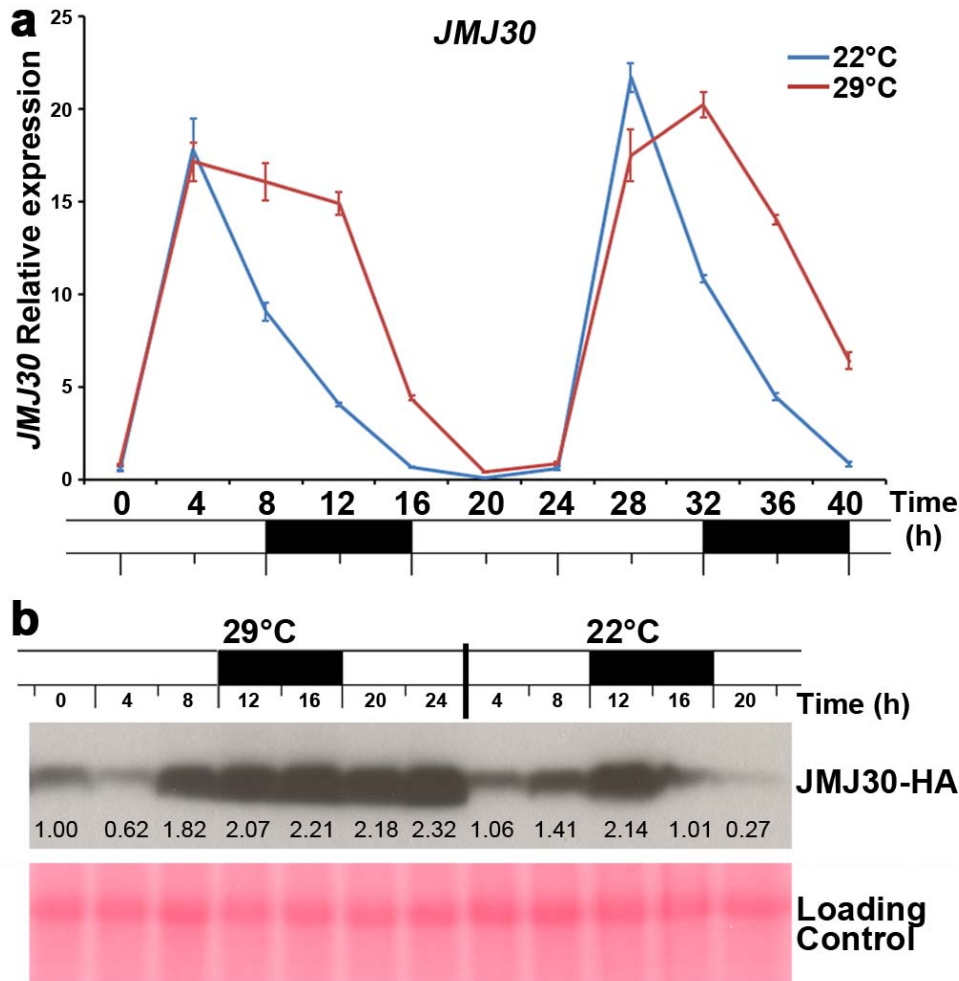 a
JMJ30
JMJ30 Relative expression
22°C
29°C
25
20
15
10
5
0
0 4 8 12 16 20 24 28 32 36 40 Time
(h)
b
29°C 22°C
0 4 8 12 16 20 24 4 8 12 16 20 Time (h)
JMJ30-HA
1.00 0.62 1.82 2.07 2.21 2.18 2.32 1.06 1.41 2.14 1.01 0.27
Loading
Control